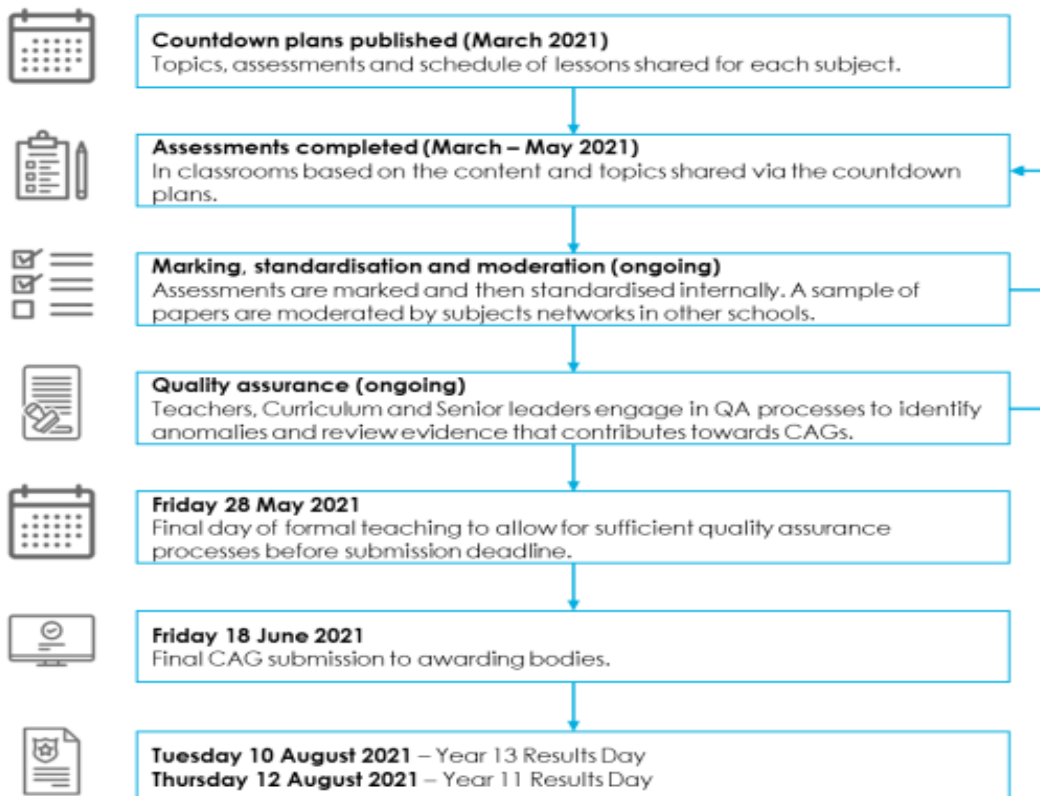 Countdown plans published (March 2021)
Topics, assessments and schedule of lessons shared for each subject.
Assessments completed (March – May 2021)
In classrooms based on the content and topics shared via the countdown
plans.
Marking, standardisation and moderation (ongoing)
Assessments are marked and then standardised internally. A sample of
papers are moderated by subjects networks in other schools.
Quality assurance (ongoing)
Teachers, Curriculum and Senior leaders engage in QA processes to identify
anomalies and review evidence that contributes towards CAGs.
Friday 28 May 2021
Final day of formal teaching to allow for sufficient quality assurance
processes before submission deadline.
Friday 18 June 2021
Final CAG submission to awarding bodies.
Tuesday 10 August 2021 – Year 13 Results Day
Thursday 12 August 2021 – Year 11 Results Day